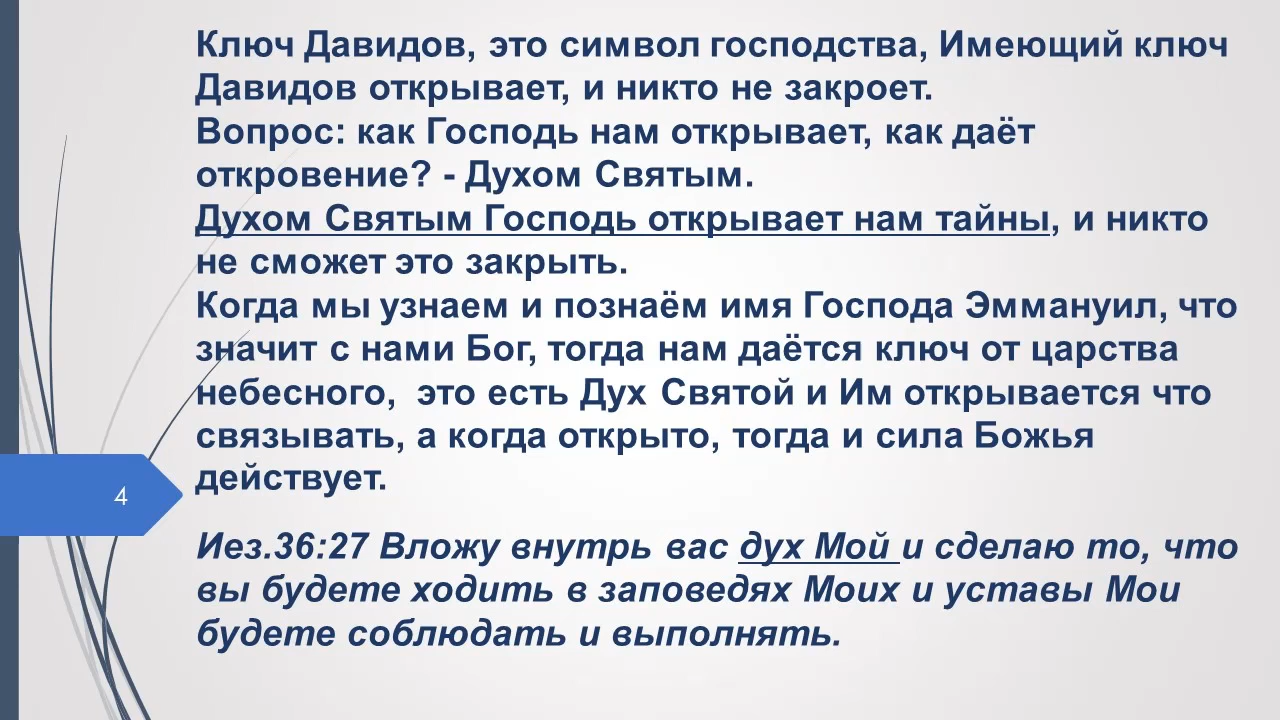 Ключ Давидов, это символ господства, Имеющий ключ
Давидов открывает, и никто не закроет.
Вопрос: как Господь нам открывает, как даёт
откровение? - Духом Святым.
Духом Святым Господь открывает нам тайны, и никто
не сможет это закрыть.
Когда мы узнаем и познаём имя Господа Эммануил, что
значит с нами Бог, тогда нам даётся ключ от царства
небесного,  это есть Дух Святой и Им открывается что
связывать, а когда открыто, тогда и сила Божья
действует.
4
Иез.36:27 Вложу внутрь вас дух Мой и сделаю то, что
вы будете ходить в заповедях Моих и уставы Мои
будете соблюдать и выполнять.